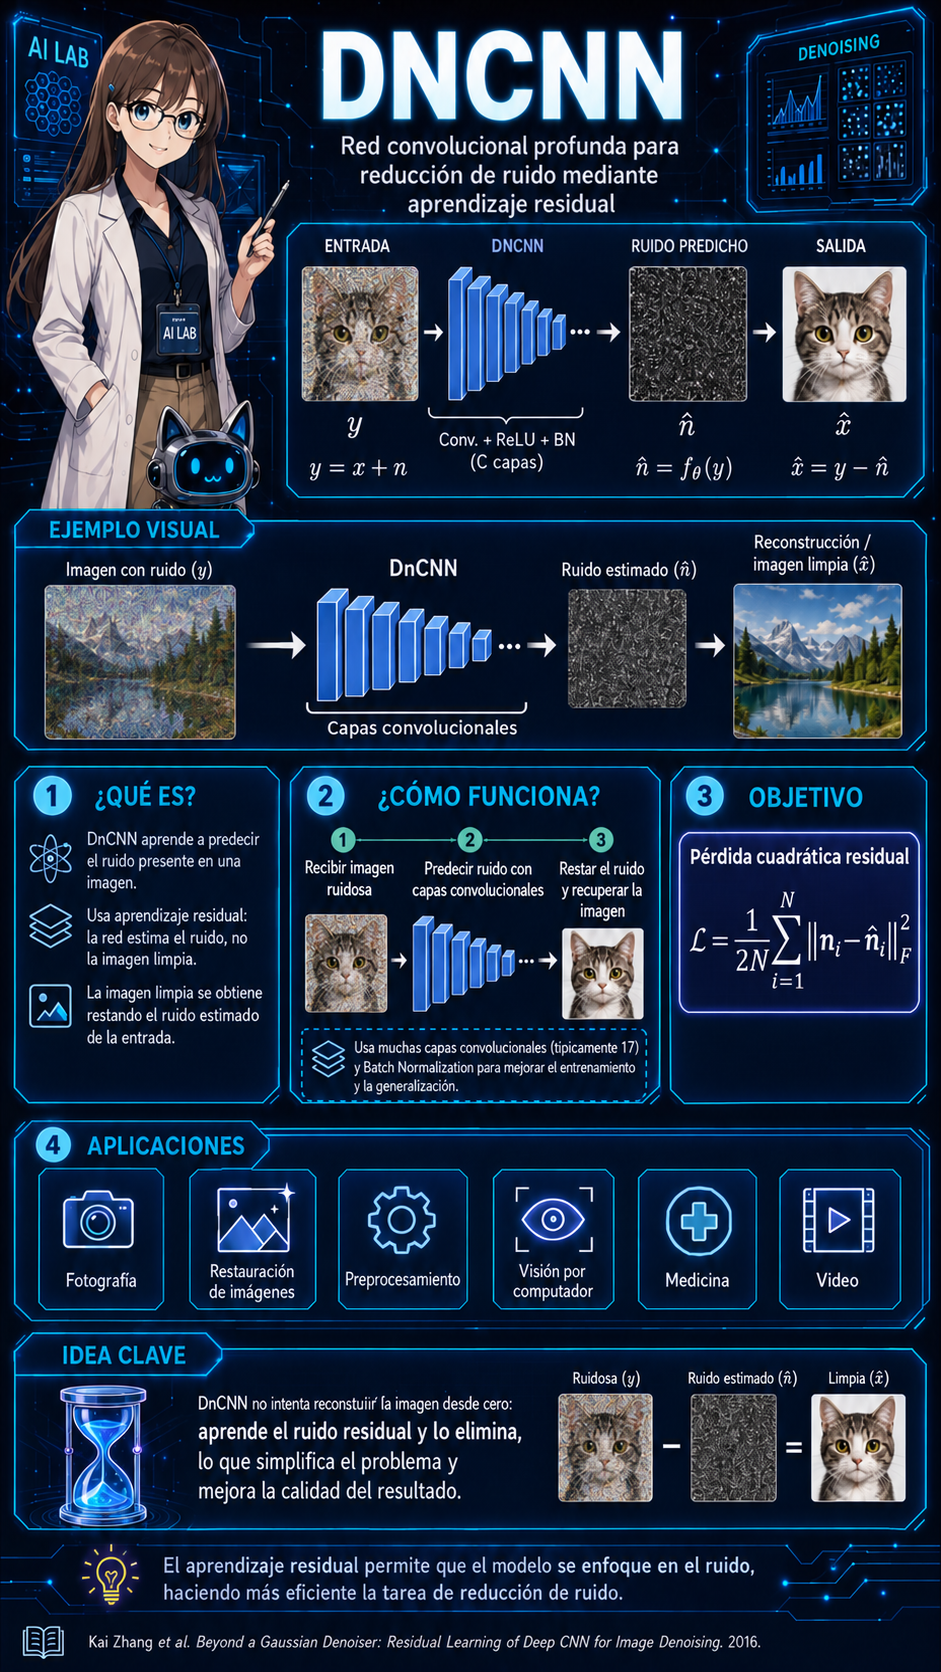 AI LAB
DNCNN
DENOISING
Red convolucional profunda para
reducción de ruido mediante
aprendizaje residual
AI LAB
ENTRADA
DNCNN
RUIDO PREDICHO
SALIDA
y
n̂
x̂
Conv. + ReLU + BN
(C capas)
y = x + n
n̂ = f_θ(y)
x̂ = y − n̂
EJEMPLO VISUAL
Imagen con ruido (y)
DnCNN
Ruido estimado (n̂)
Reconstrucción /
imagen limpia (x̂)
Capas convolucionales
1 ¿QUÉ ES?
DnCNN aprende a predecir
el ruido presente en una
imagen.
Usa aprendizaje residual:
la red estima el ruido, no
la imagen limpia.
La imagen limpia se obtiene
restando el ruido estimado
de la entrada.
2 ¿CÓMO FUNCIONA?
1
2
3
Recibir imagen
ruidosa
Predecir ruido con
capas convolucionales
Restar el ruido
y recuperar la
imagen
Usa muchas capas convolucionales (típicamente 17)
y Batch Normalization para mejorar el entrenamiento
y la generalización.
3 OBJETIVO
Pérdida cuadrática residual
ℒ = 1/2N ∑_{i=1}^{N} ‖n_i − n̂_i‖_F^2
4 APLICACIONES
Fotografía
Restauración
de imágenes
Preprocesamiento
Visión por
computador
Medicina
Video
IDEA CLAVE
DnCNN no intenta reconstuir la imagen desde cero:
aprende el ruido residual y lo elimina,
lo que simplifica el problema y
mejora la calidad del resultado.
Ruidosa (y)
Ruido estimado (n̂)
Limpia (x̂)
−
=
El aprendizaje residual permite que el modelo se enfoque en el ruido,
haciendo más eficiente la tarea de reducción de ruido.
Kai Zhang et al. Beyond a Gaussian Denoiser: Residual Learning of Deep CNN for Image Denoising. 2016.